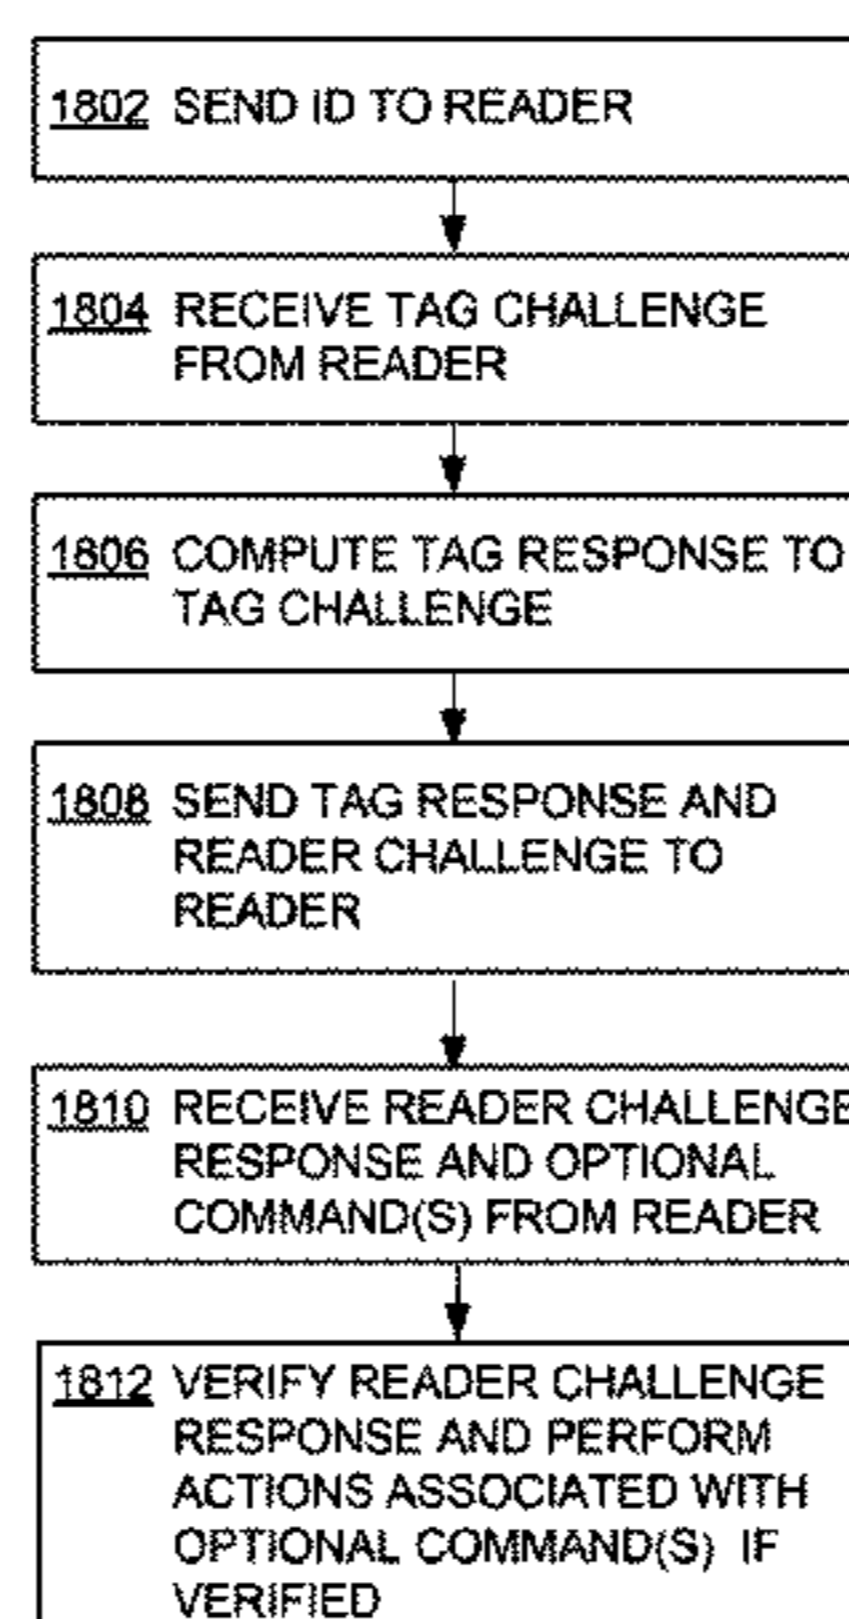 1802 SEND ID TO READER
1804 RECEIVE TAG CHALLENGE
FROM READER
1806 COMPUTE TAG RESPONSE TO
TAG CHALLENGE
1808 SEND TAG RESPONSE AND
READER CHALLENGE TO
READER
1810 RECEIVE READER CHALLENGE
RESPONSE AND OPTIONAL
COMMAND(S) FROM READER
1812 VERIFY READER CHALLENGE
RESPONSE AND PERFORM
ACTIONS ASSOCIATED WITH
OPTIONAL COMMAND(S) IF
VERIFIED